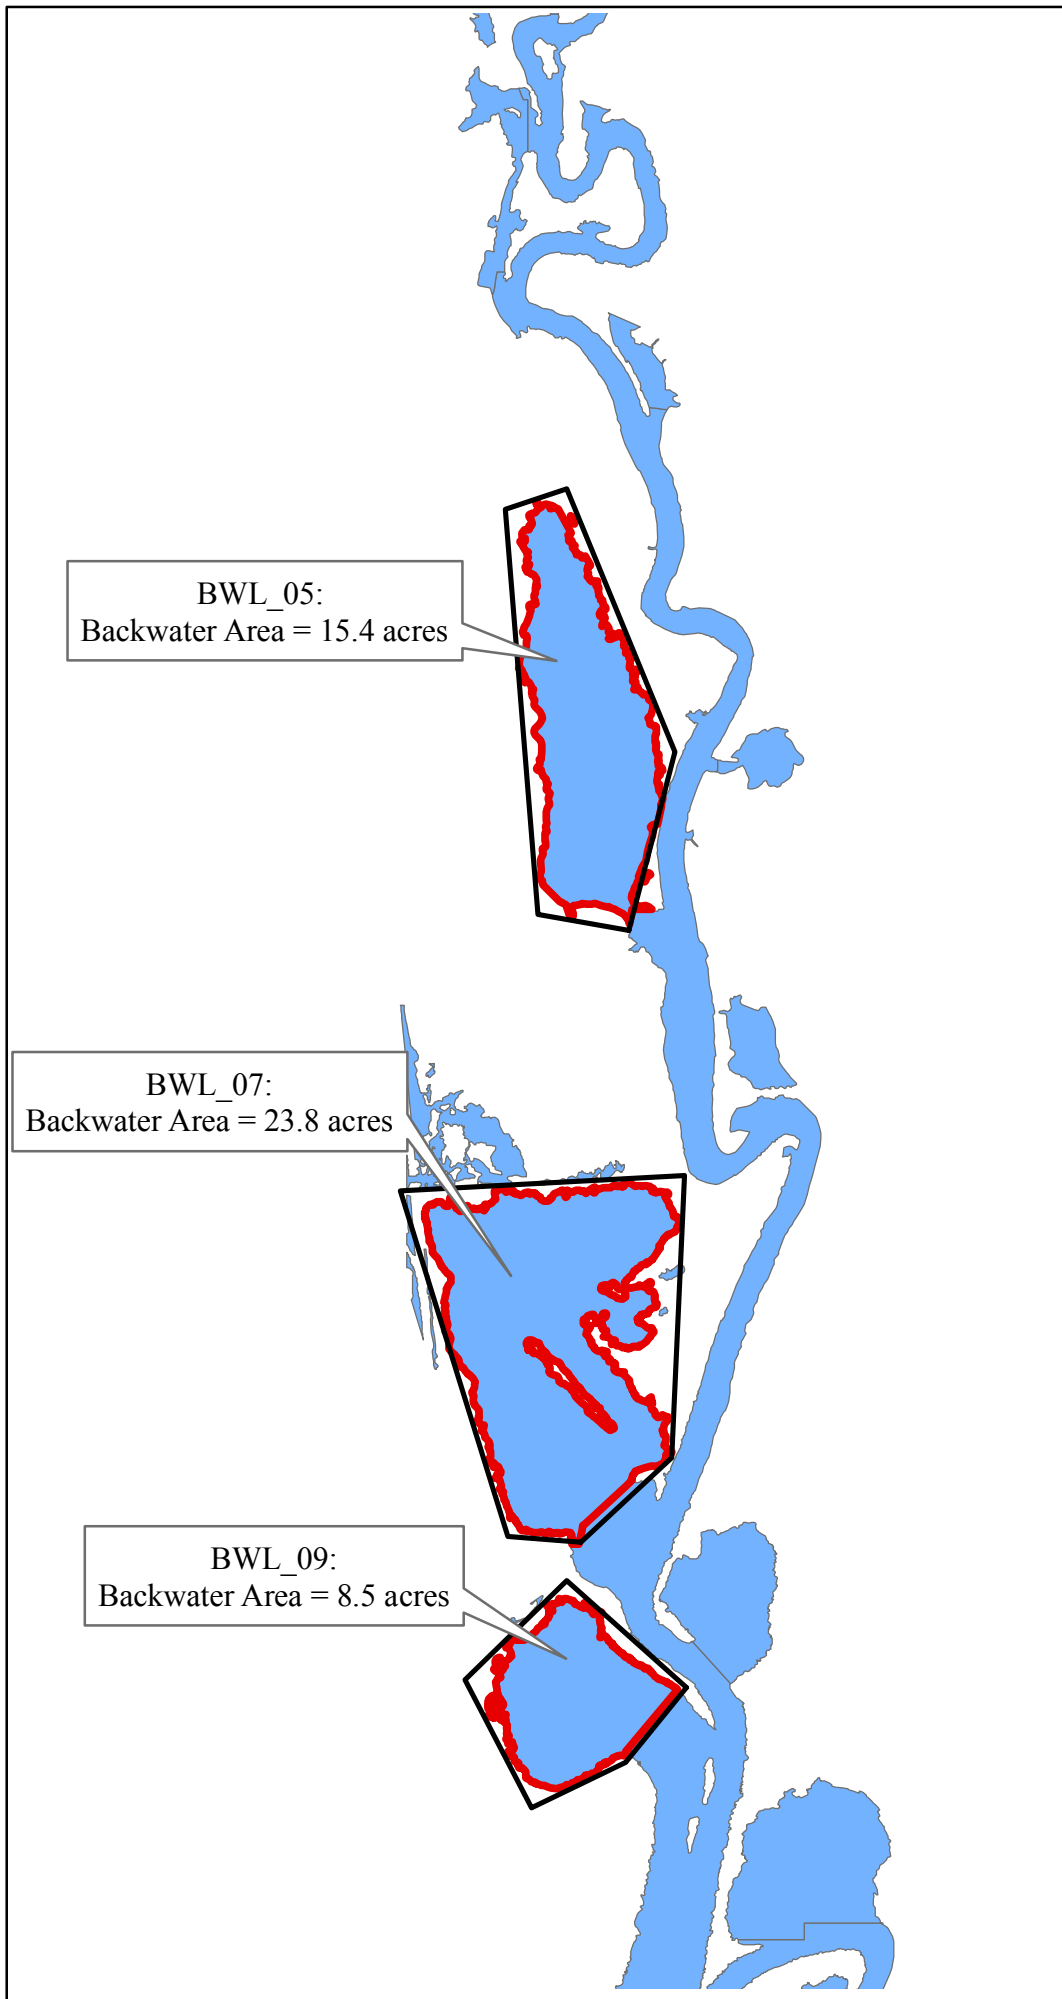 BWL_05:
Backwater Area = 15.4 acres
BWL_07:
Backwater Area = 23.8 acres
BWL_09:
Backwater Area = 8.5 acres